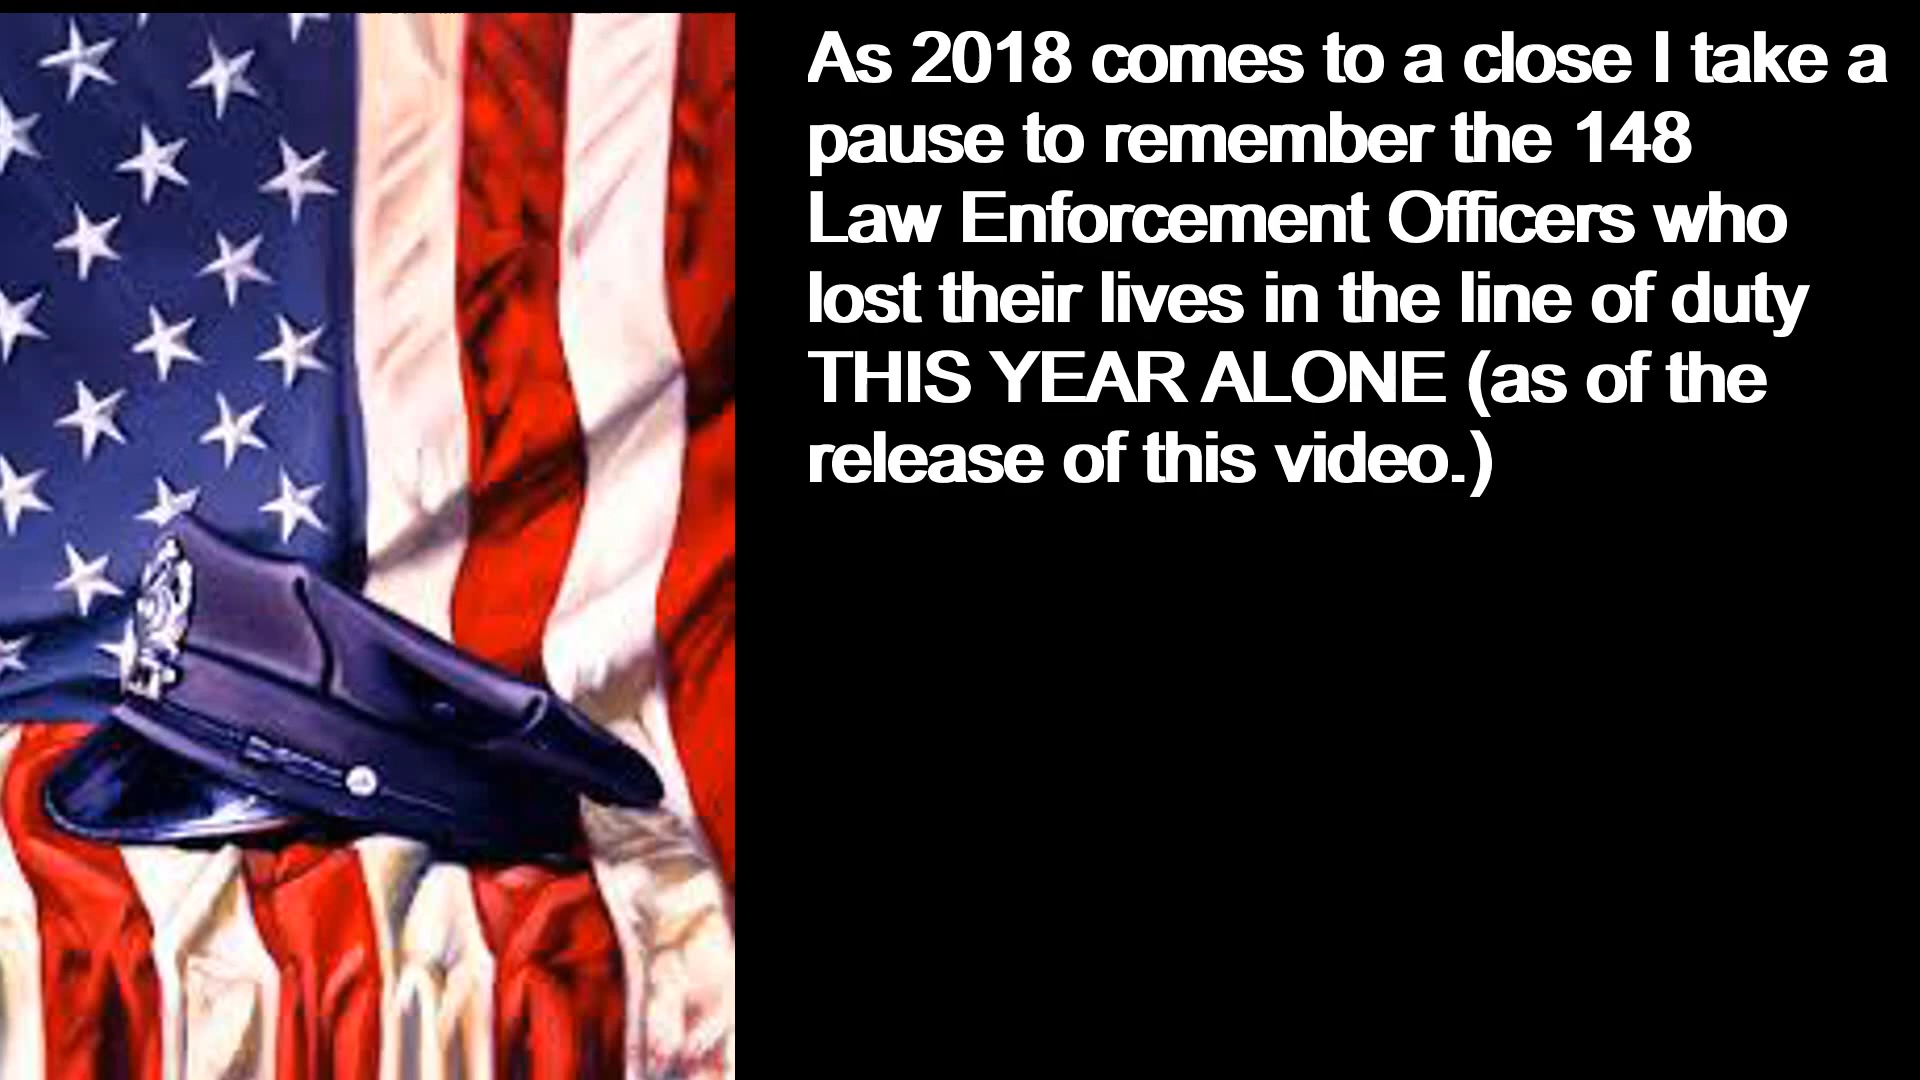 As 2018 comes to a close I take a
pause to remember the 148
Law Enforcement Officers who
lost their lives in the line of duty
THIS YEAR ALONE (as of the
release of this video.)